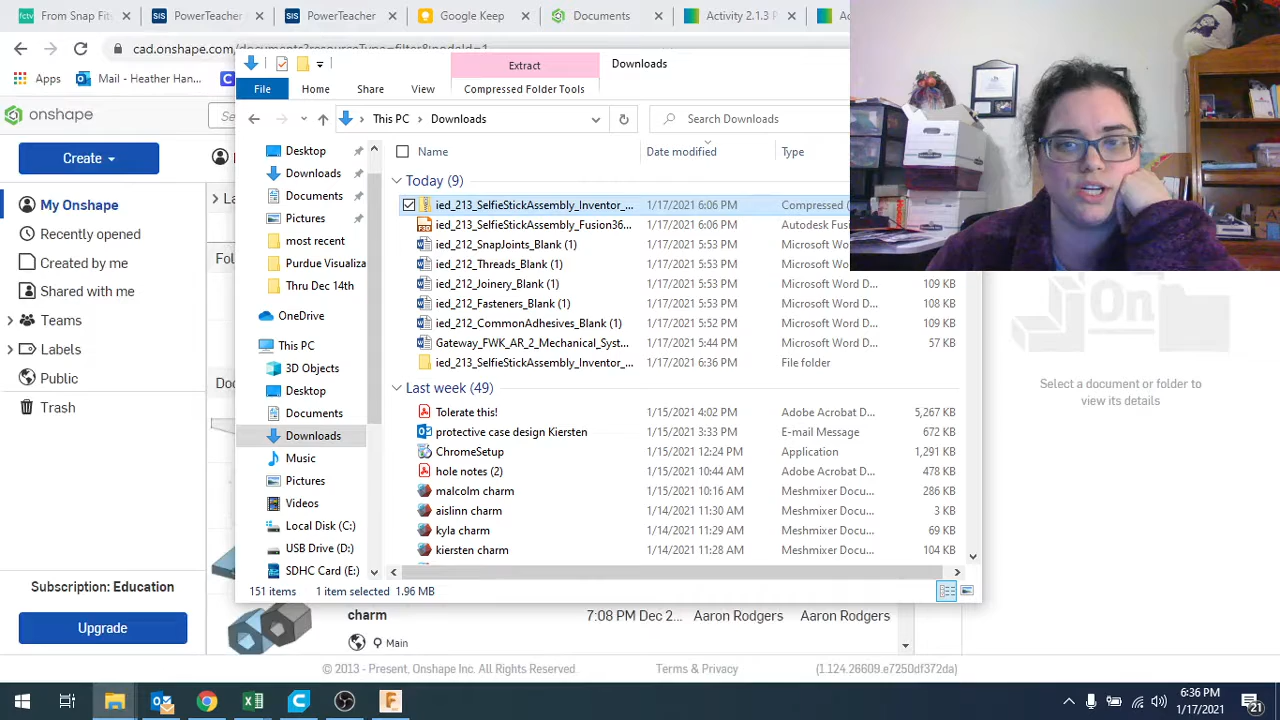 on Snap Fits
PowerTeacher
PowerTeacher
Google Keep
Documents
Activity 2.1.3 P
Ac
cad.onshape.com/documents?resourceType=filter&nodeId=1
Apps
Mail - Heather Han...
onshape
Create
My Onshape
Recently opened
Created by me
Shared with me
Teams
Labels
Public
Trash
Subscription: Education
Upgrade
Extract
Downloads
File
Home
Share
View
Compressed Folder Tools
This PC > Downloads
Search Downloads
Desktop
Downloads
Documents
Pictures
most recent
Purdue Visualiza
Thru Dec 14th
OneDrive
This PC
3D Objects
Desktop
Documents
Downloads
Music
Pictures
Videos
Local Disk (C:)
USB Drive (D:)
SDHC Card (E:)
Name Date modified Type
Today (9)
ied_213_SelfieStickAssembly_Inventor_... 1/17/2021 6:06 PM Compressed (
ied_213_SelfieStickAssembly_Fusion36... 1/17/2021 6:06 PM Autodesk Fusi
ied_212_SnapJoints_Blank (1) 1/17/2021 5:53 PM Microsoft Word
ied_212_Threads_Blank (1) 1/17/2021 5:53 PM Microsoft Word
ied_212_Joinery_Blank (1) 1/17/2021 5:53 PM Microsoft Word D... 109 KB
ied_212_Fasteners_Blank (1) 1/17/2021 5:53 PM Microsoft Word D... 108 KB
ied_212_CommonAdhesives_Blank (1) 1/17/2021 5:52 PM Microsoft Word D... 109 KB
Gateway_FWK_AR_2_Mechanical_Syst... 1/17/2021 5:44 PM Microsoft Word D... 57 KB
ied_213_SelfieStickAssembly_Inventor_... 1/17/2021 6:36 PM File folder
Last week (49)
Tolerate this! 1/15/2021 4:02 PM Adobe Acrobat D... 5,267 KB
protective case design Kiersten 1/15/2021 3:33 PM E-mail Message 672 KB
ChromeSetup 1/15/2021 12:24 PM Application 1,291 KB
hole notes (2) 1/15/2021 10:44 AM Adobe Acrobat D... 478 KB
malcolm charm 1/15/2021 10:16 AM Meshmixer Docu... 286 KB
aislinn charm 1/14/2021 11:30 AM Meshmixer Docu... 3 KB
kyla charm 1/14/2021 11:29 AM Meshmixer Docu... 69 KB
kiersten charm 1/14/2021 11:28 AM Meshmixer Docu... 104 KB
151 items 1 item selected 1.96 MB
La
Fol
Doc
Select a document or folder to
view its details
charm 7:08 PM Dec 2... Aaron Rodgers Aaron Rodgers
Main
© 2013 - Present, Onshape Inc. All Rights Reserved. Terms & Privacy (1.124.26609.e7250df372da)
6:36 PM
1/17/2021
21